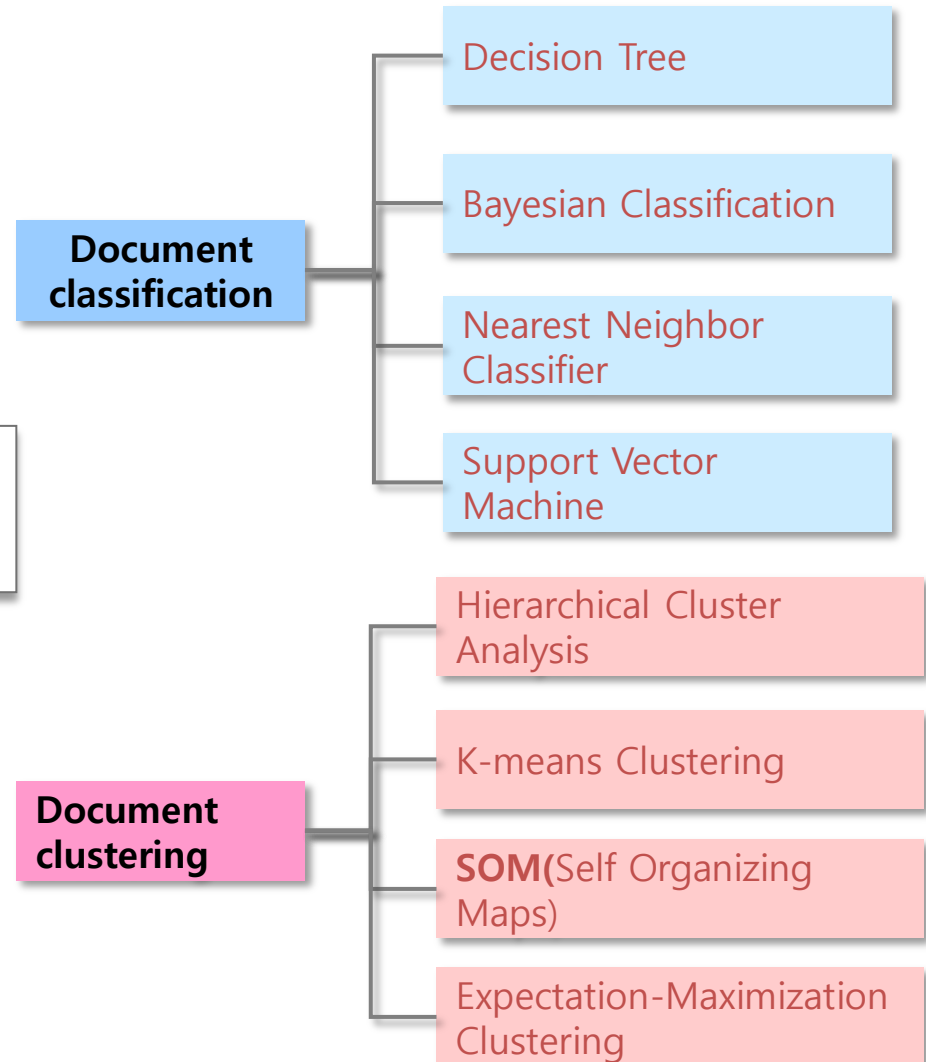 Document
classification
Decision Tree
Bayesian Classification
Nearest Neighbor
Classifier
Support Vector
Machine
Document
clustering
Hierarchical Cluster
Analysis
K-means Clustering
SOM(Self Organizing
Maps)
Expectation-Maximization
Clustering